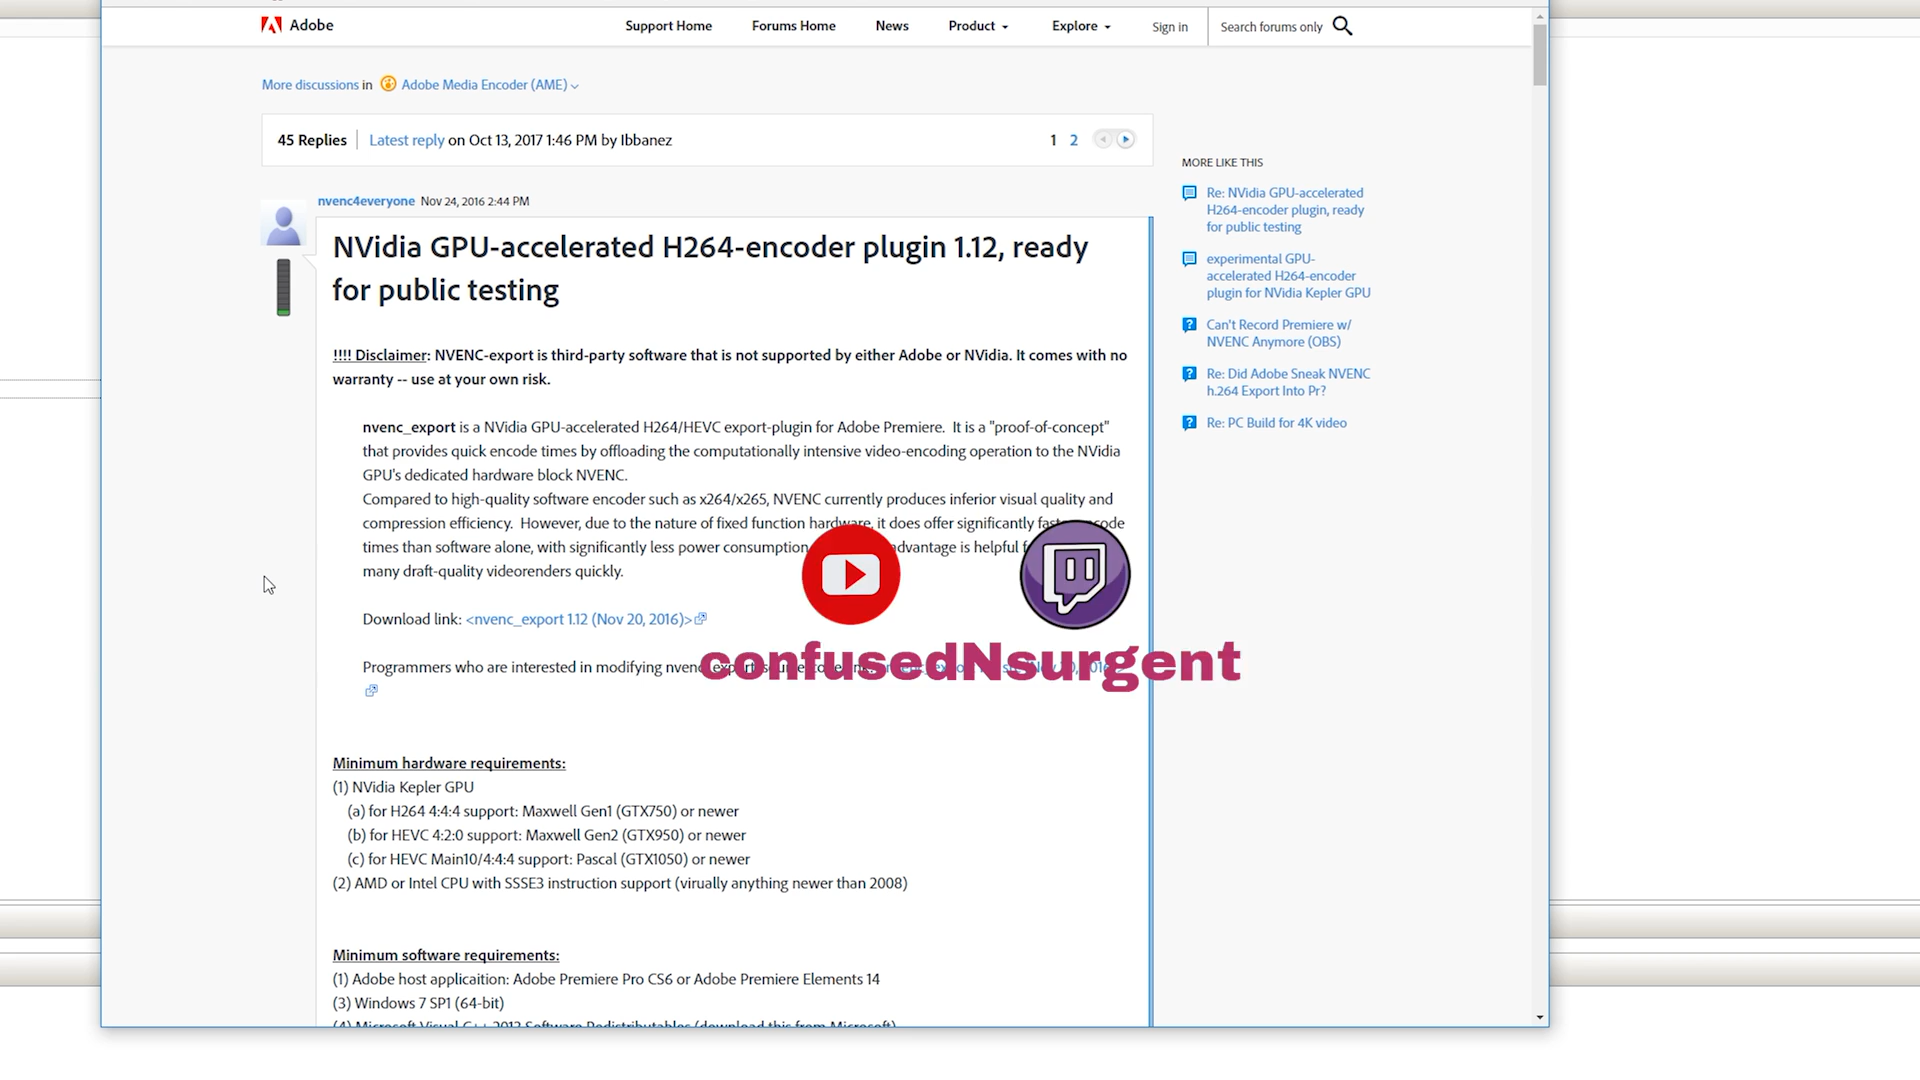 Adobe
Support Home
Forums Home
News
Product
Explore
Sign in
Search forums only
More discussions in Adobe Media Encoder (AME)
45 Replies
Latest reply on Oct 13, 2017 1:46 PM by Ibbanez
1 2
nvenc4everyone Nov 24, 2016 2:44 PM
NVidia GPU-accelerated H264-encoder plugin 1.12, ready
for public testing
!!!! Disclaimer: NVENC-export is third-party software that is not supported by either Adobe or NVidia. It comes with no
warranty -- use at your own risk.
nvenc_export is a NVidia GPU-accelerated H264/HEVC export-plugin for Adobe Premiere. It is a "proof-of-concept"
that provides quick encode times by offloading the computationally intensive video-encoding operation to the NVidia
GPU's dedicated hardware block NVENC.
Compared to high-quality software encoder such as x264/x265, NVENC currently produces inferior visual quality and
compression efficiency. However, due to the nature of fixed function hardware, it does offer significantly
times than software alone, with significantly less power consumption advantage is helpful
many draft-quality videorenders quickly.
Download link: <nvenc_export 1.12 (Nov 20, 2016)>
Programmers who are interested in modifying
confusedNsurgent
Minimum hardware requirements:
(1) NVidia Kepler GPU
(a) for H264 4:4:4 support: Maxwell Gen1 (GTX750) or newer
(b) for HEVC 4:2:0 support: Maxwell Gen2 (GTX950) or newer
(c) for HEVC Main10/4:4:4 support: Pascal (GTX1050) or newer
(2) AMD or Intel CPU with SSSE3 instruction support (virually anything newer than 2008)
Minimum software requirements:
(1) Adobe host applicaition: Adobe Premiere Pro CS6 or Adobe Premiere Elements 14
(3) Windows 7 SP1 (64-bit)
(4) Microsoft Visual C++ 2013 Software Redistributables (download this from Microsoft)
MORE LIKE THIS
Re: NVidia GPU-accelerated
H264-encoder plugin, ready
for public testing
experimental GPU-
accelerated H264-encoder
plugin for NVidia Kepler GPU
Can't Record Premiere w/
NVENC Anymore (OBS)
Re: Did Adobe Sneak NVENC
h.264 Export Into Pr?
Re: PC Build for 4K video